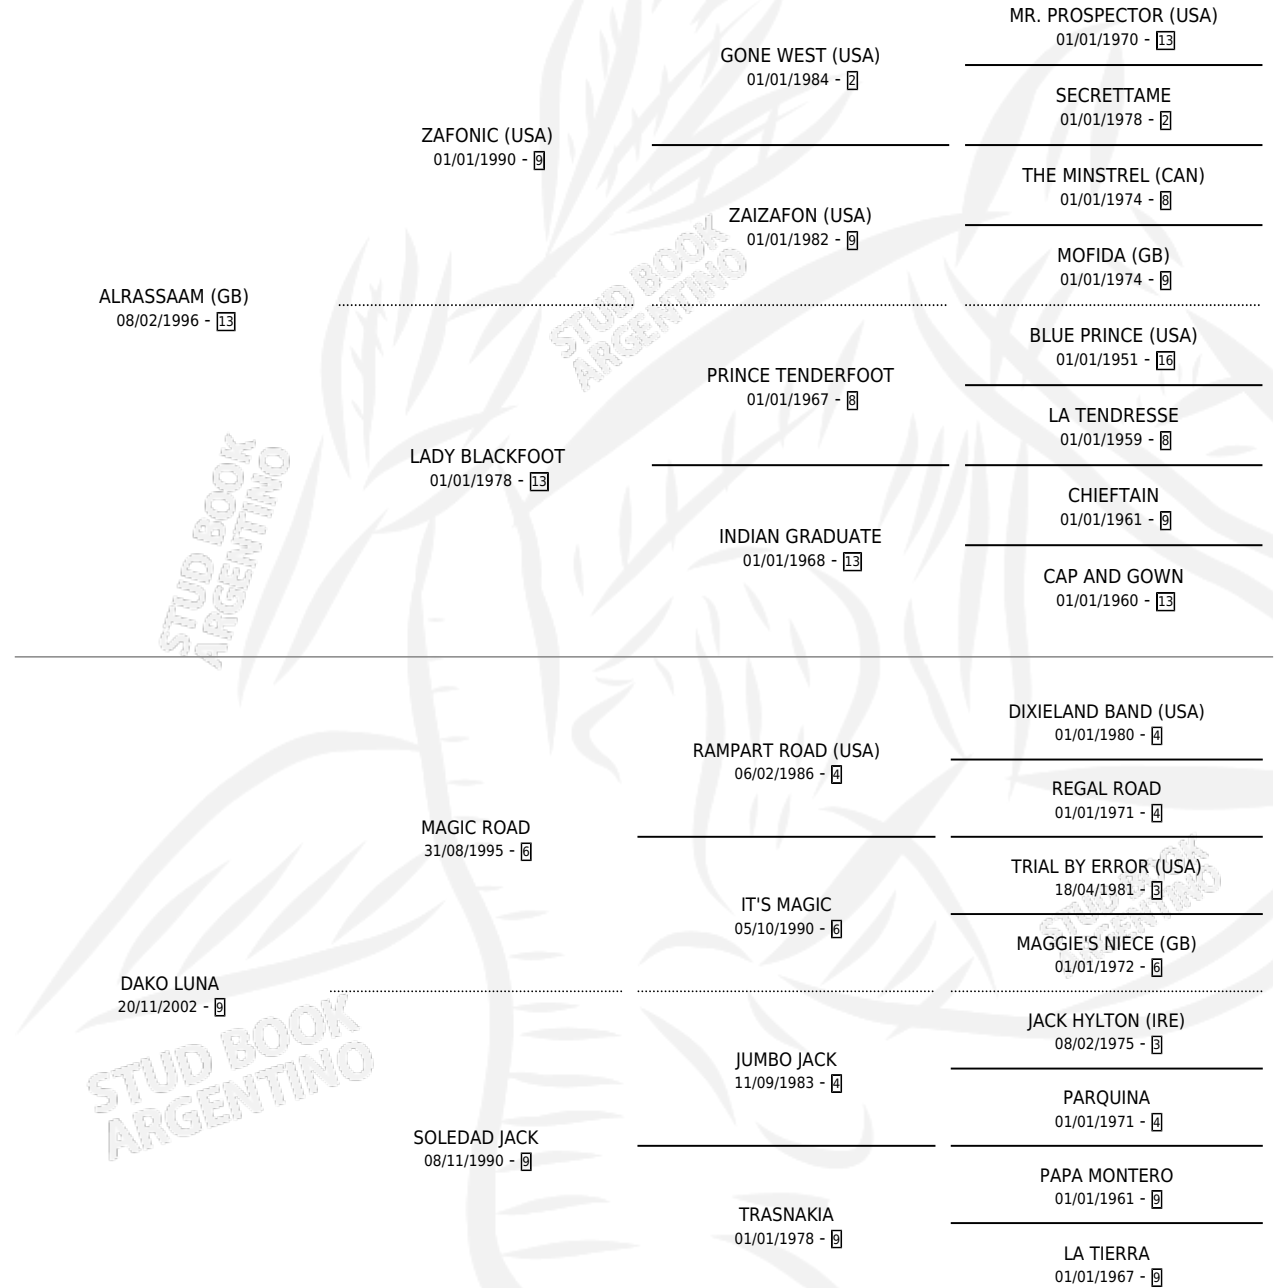 MR. PROSPECTOR (USA)
01/01/1970 - 13
GONE WEST (USA)
01/01/1984 - 2
SECRETTAME
01/01/1978 - 2
ZAFONIC (USA)
01/01/1990 - 9
THE MINSTREL (CAN)
01/01/1974 - 8
ZAIZAFON (USA)
01/01/1982 - 9
MOFIDA (GB)
01/01/1974 - 9
ALRASSAAM (GB)
08/02/1996 - 13
STUD BOOK
ARGENTINO
BLUE PRINCE (USA)
01/01/1951 - 16
PRINCE TENDERFOOT
01/01/1967 - 8
LA TENDRESSE
01/01/1959 - 8
LADY BLACKFOOT
01/01/1978 - 13
CHIEFTAIN
01/01/1961 - 9
INDIAN GRADUATE
01/01/1968 - 13
CAP AND GOWN
01/01/1960 - 13
STUD BOOK
ARGENTINO
DIXIELAND BAND (USA)
01/01/1980 - 4
RAMPART ROAD (USA)
06/02/1986 - 4
REGAL ROAD
01/01/1971 - 4
MAGIC ROAD
31/08/1995 - 6
TRIAL BY ERROR (USA)
18/04/1981 - 3
IT'S MAGIC
05/10/1990 - 6
STUD BOOK
ARGENTINO
MAGGIE'S NIECE (GB)
01/01/1972 - 6
DAKO LUNA
20/11/2002 - 9
STUD BOOK
ARGENTINO
JACK HYLTON (IRE)
08/02/1975 - 3
JUMBO JACK
11/09/1983 - 4
PARQUINA
01/01/1971 - 4
SOLEDAD JACK
08/11/1990 - 9
PAPA MONTERO
01/01/1961 - 9
TRASNAKIA
01/01/1978 - 9
LA TIERRA
01/01/1967 - 9